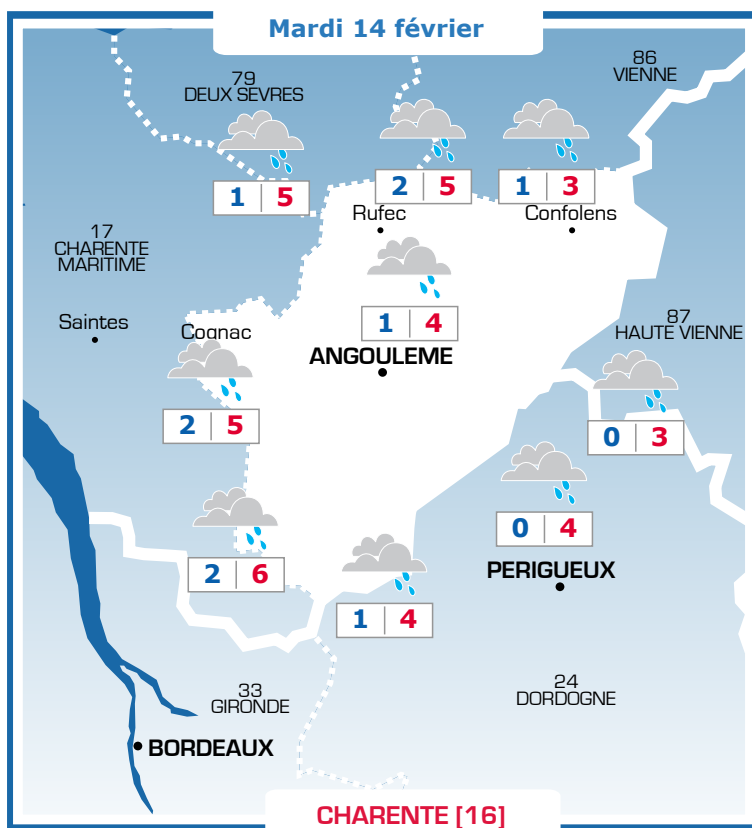 Mardi 14 février
79
DEUX SEVRES
86
VIENNE
1 5
2 5
1 3
Rufec
Confolens
17
CHARENTE
MARITIME
Saintes
Cognac
1 4
ANGOULEME
87
HAUTE VIENNE
2 5
0 3
0 4
2 6
PERIGUEUX
1 4
33
GIRONDE
24
DORDOGNE
BORDEAUX
CHARENTE [16]